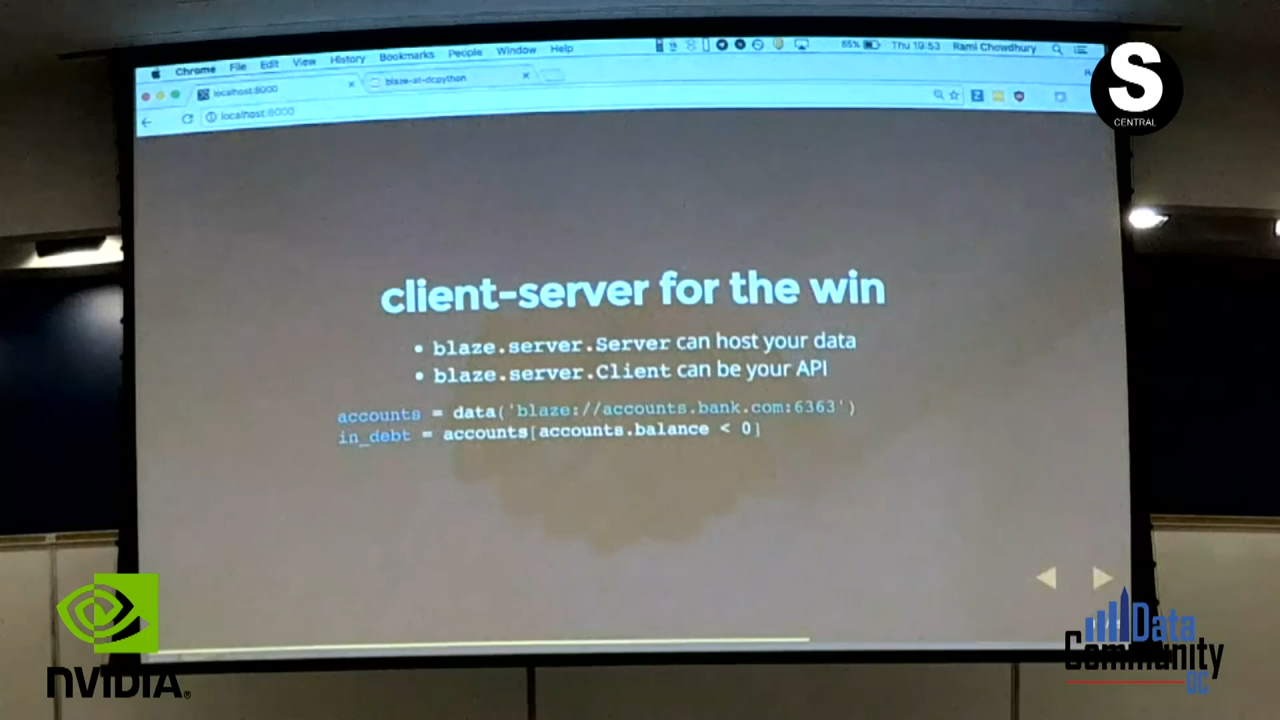 Chrome File Edit View History Bookmarks People Window Help 65% Thu 19:53 Rami Chowdhury
localhost:8000 blaze-at-dcpython
localhost:8000
S
CENTRAL
client-server for the win
• blaze.server.Server can host your data
• blaze.server.Client can be your API
accounts = data('blaze://accounts.bank.com:6363')
in_debt = accounts[accounts.balance < 0]
nVIDIA®
Data
Community
DC